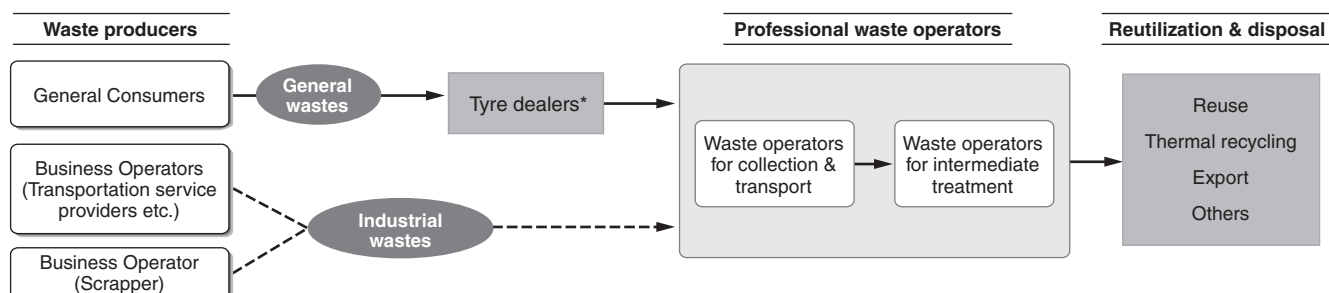 Waste producers
Professional waste operators
Reutilization & disposal
General Consumers
General
wastes
Tyre dealers*
Business Operators
(Transportation service
providers etc.)
Industrial
wastes
Business Operator
(Scrapper)
Waste operators
for collection &
transport
Waste operators
for intermediate
treatment
Reuse
Thermal recycling
Export
Others